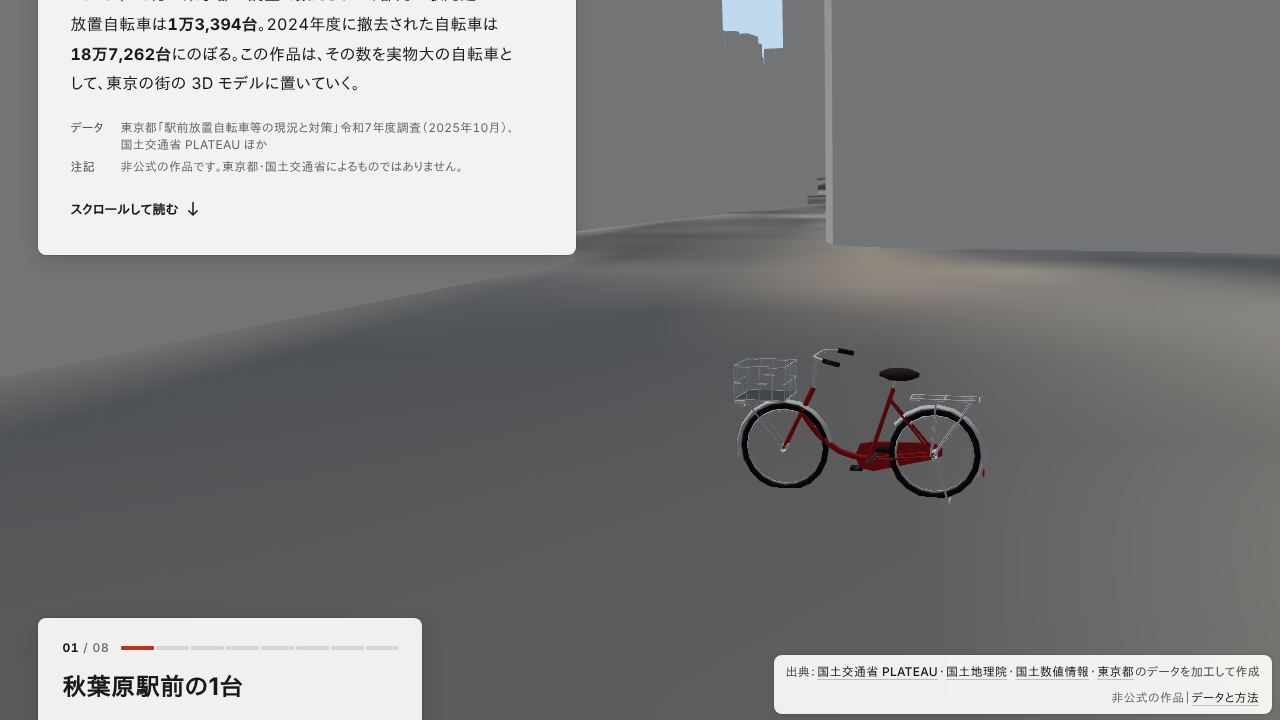 放置自転車は1万3,394台。2024年度に撤去された自転車は
18万7,262台にのぼる。この作品は、その数を実物大の自転車と
して、東京の街の 3D モデルに置いていく。
データ 東京都「駅前放置自転車等の現況と対策」令和7年度調査（2025年10月）、
国土交通省 PLATEAU ほか
注記 非公式の作品です。東京都・国土交通省によるものではありません。
スクロールして読む ↓
01 / 08
秋葉原駅前の1台
出典：国土交通省 PLATEAU・国土地理院・国土数値情報・東京都のデータを加工して作成
非公式の作品 | データと方法